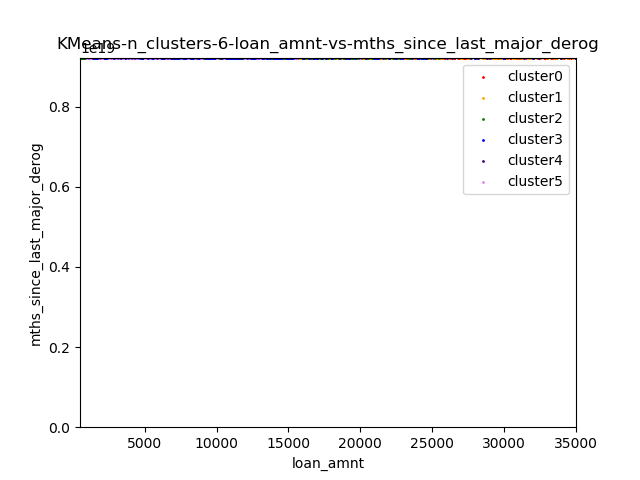 KMeans-n_clusters-6-loan_amnt-vs-mths_since_last_major_derog
1e19
cluster0
cluster1
cluster2
cluster3
cluster4
cluster5
mths_since_last_major_derog
0.8
0.6
0.4
0.2
0.0
5000 10000 15000 20000 25000 30000 35000
loan_amnt